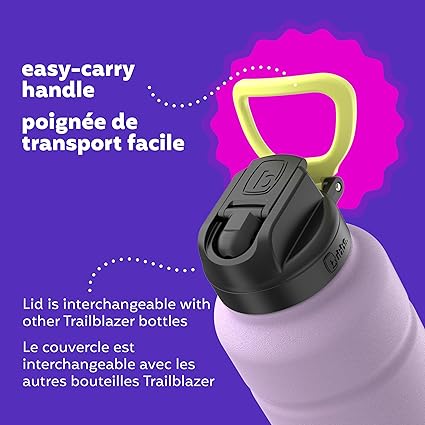 easy-carry
handle
poignée de
transport facile
Lid is interchangeable with
other Trailblazer bottles
Le couvercle est
interchangeable avec les
autres bouteilles Trailblazer